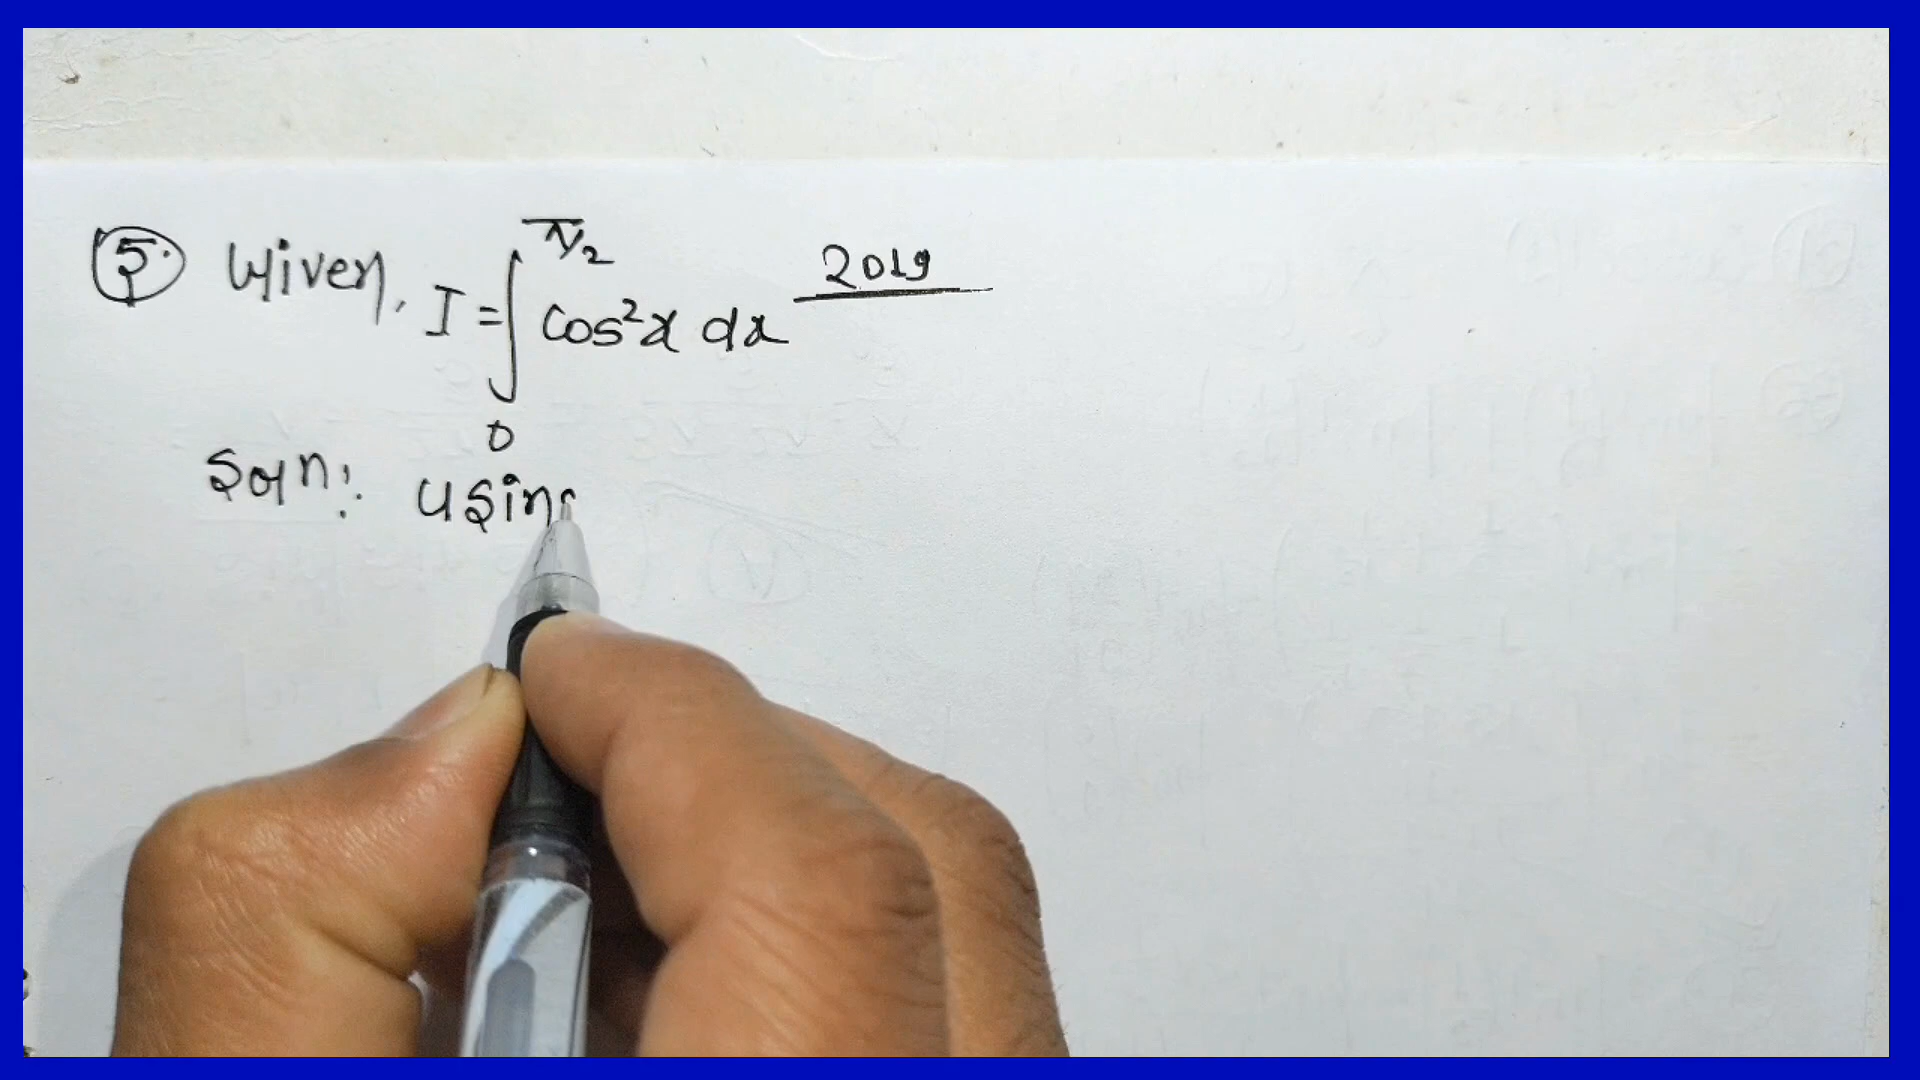 5. Given, I = ∫₀^{π/2} cos²x dx 2019
Soln: Using